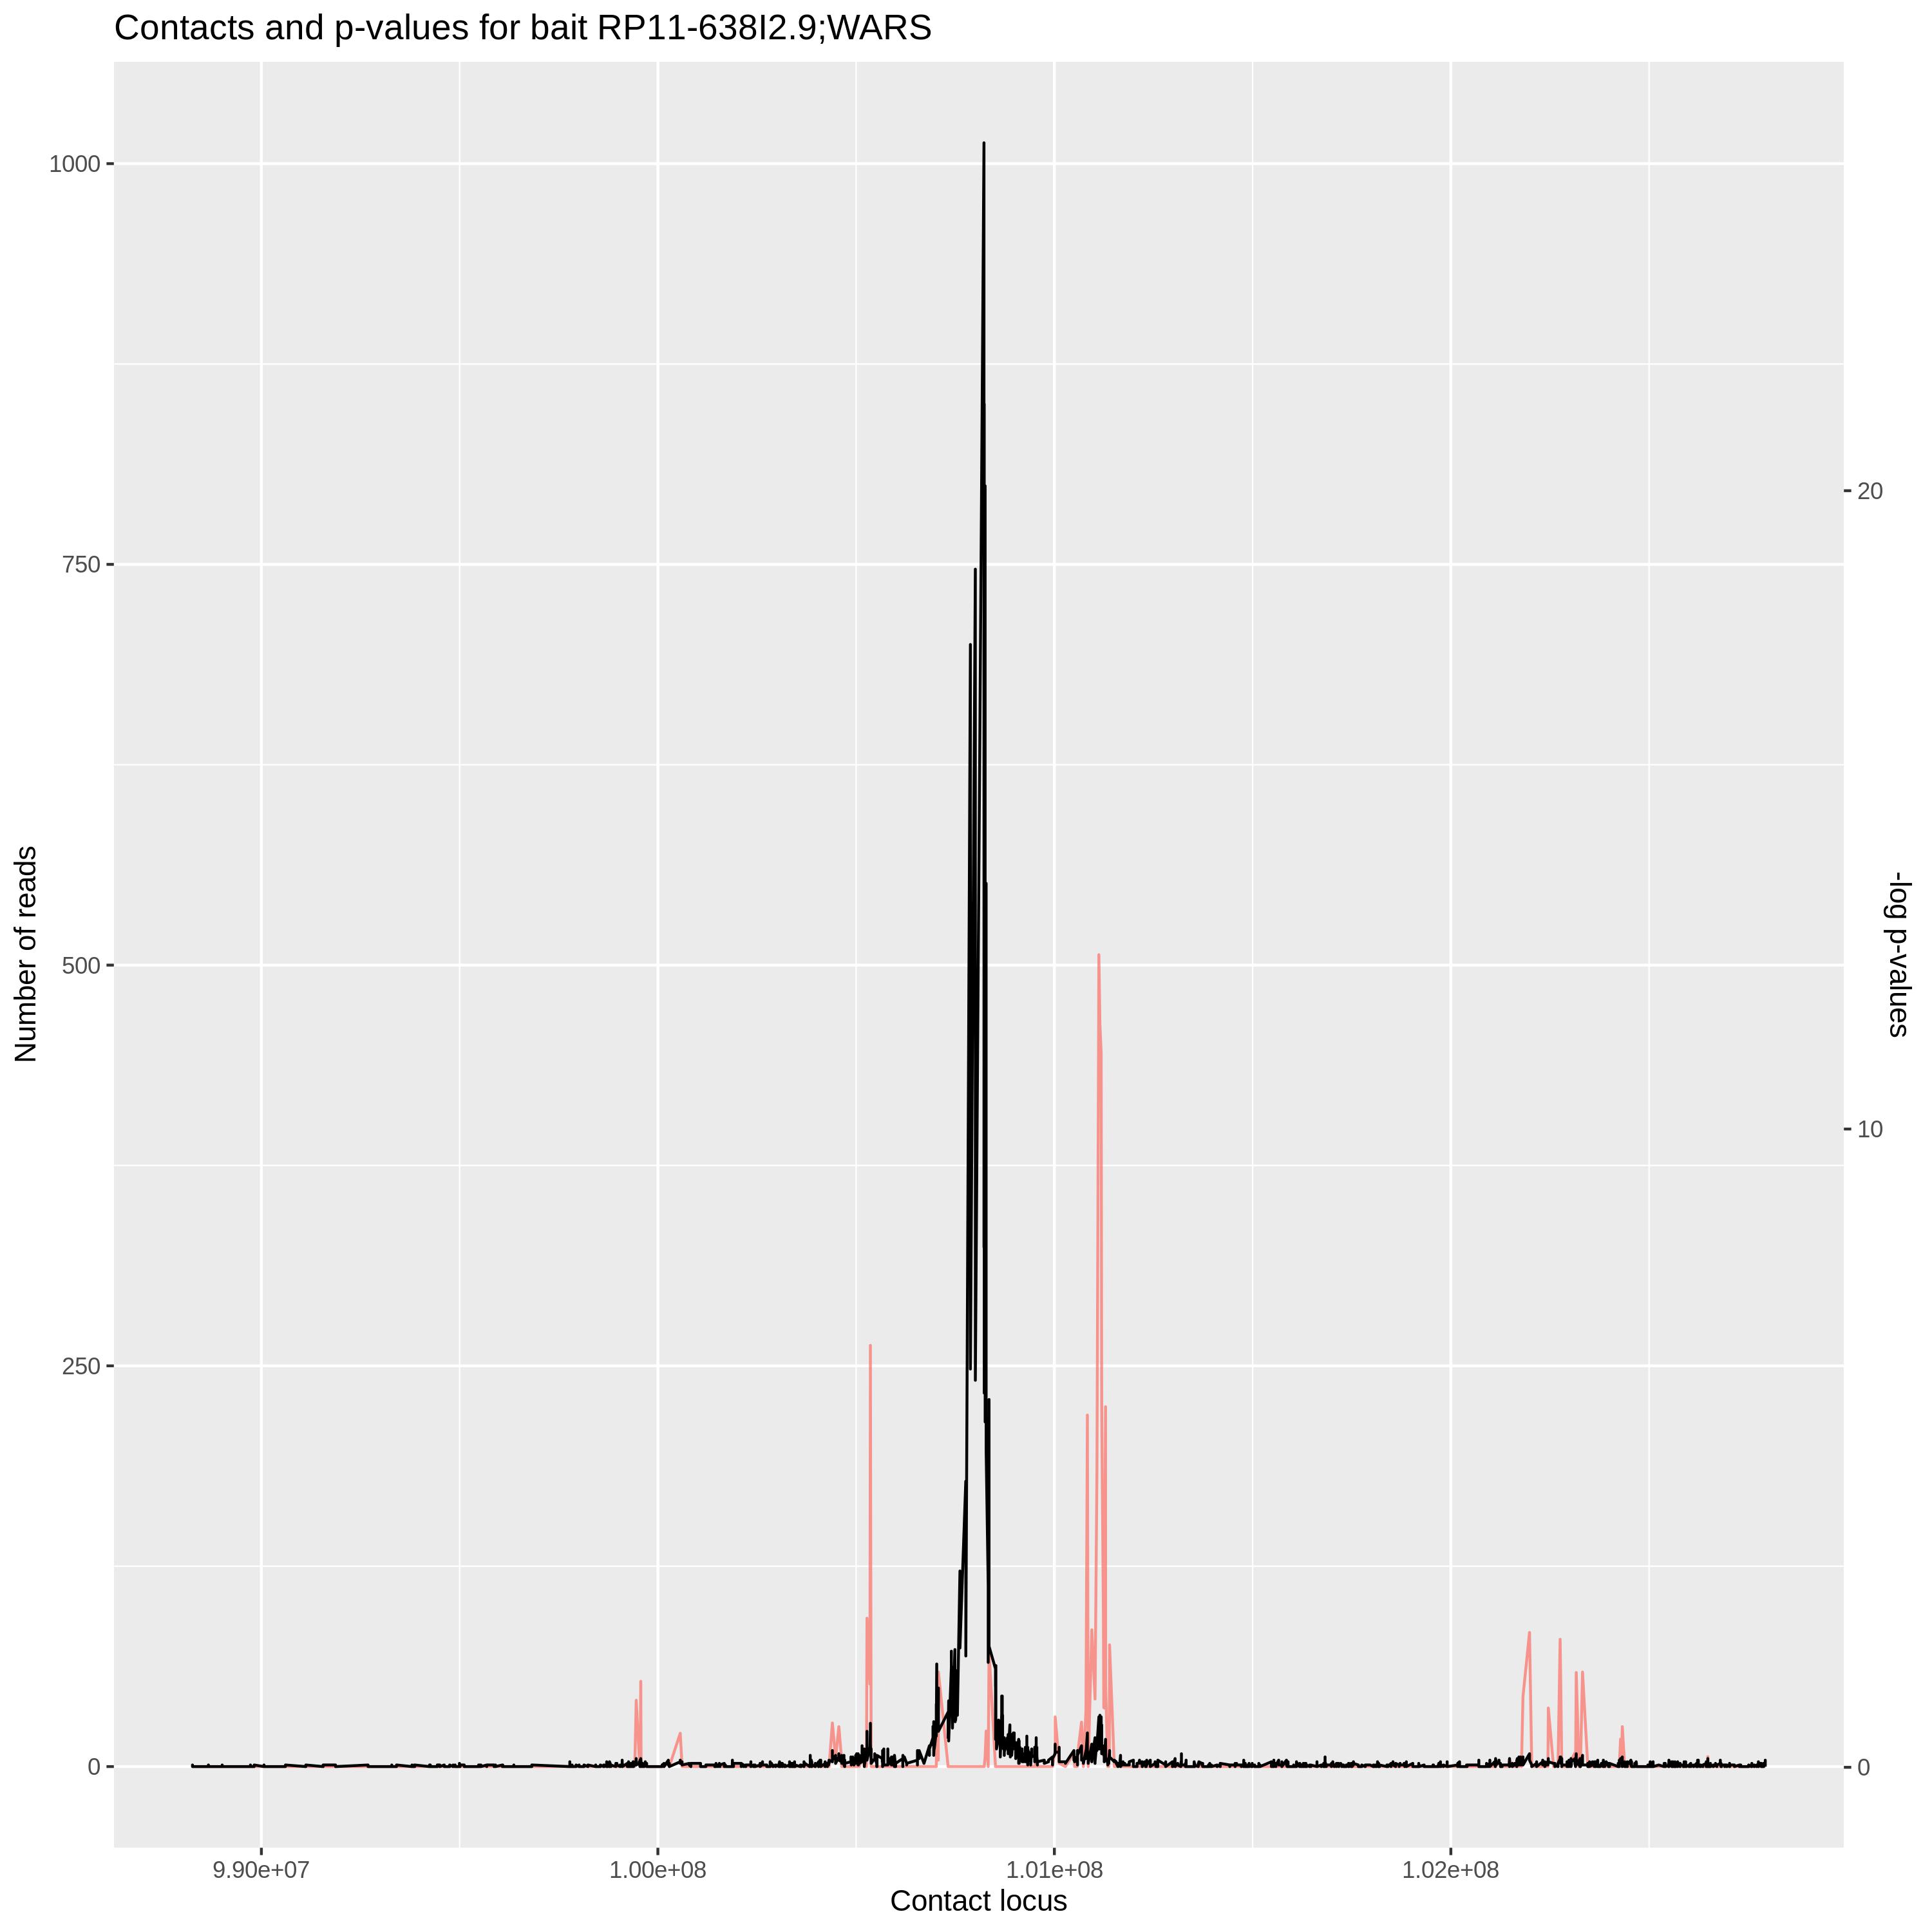 Contacts and p-values for bait RP11-638I2.9;WARS
1000
750
500
250
0
Number of reads
20
10
0
-log p-values
9.90e+07
1.00e+08
1.01e+08
1.02e+08
Contact locus